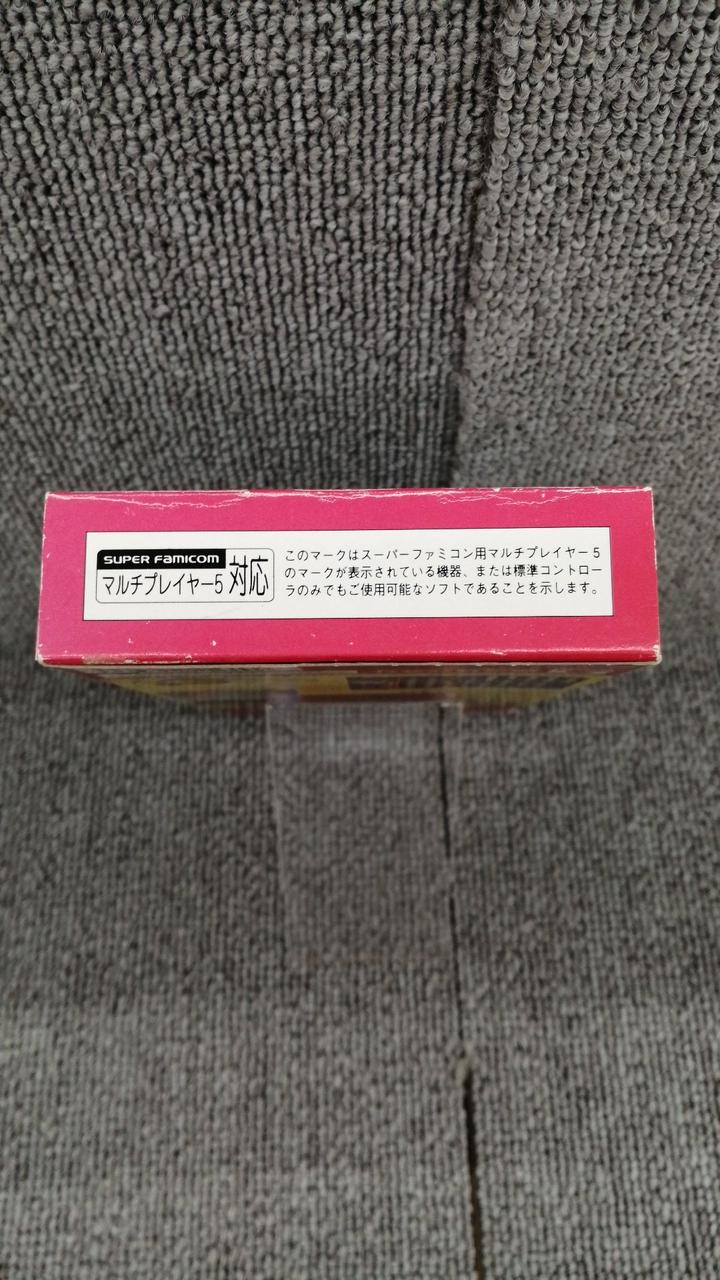 SUPER FAMICOM
マルチプレイヤー5 対応
このマークはスーパーファミコン用マルチプレイヤー5
のマークが表示されている機器、または標準コントロー
ラのみでもご使用可能なソフトであることを示します。